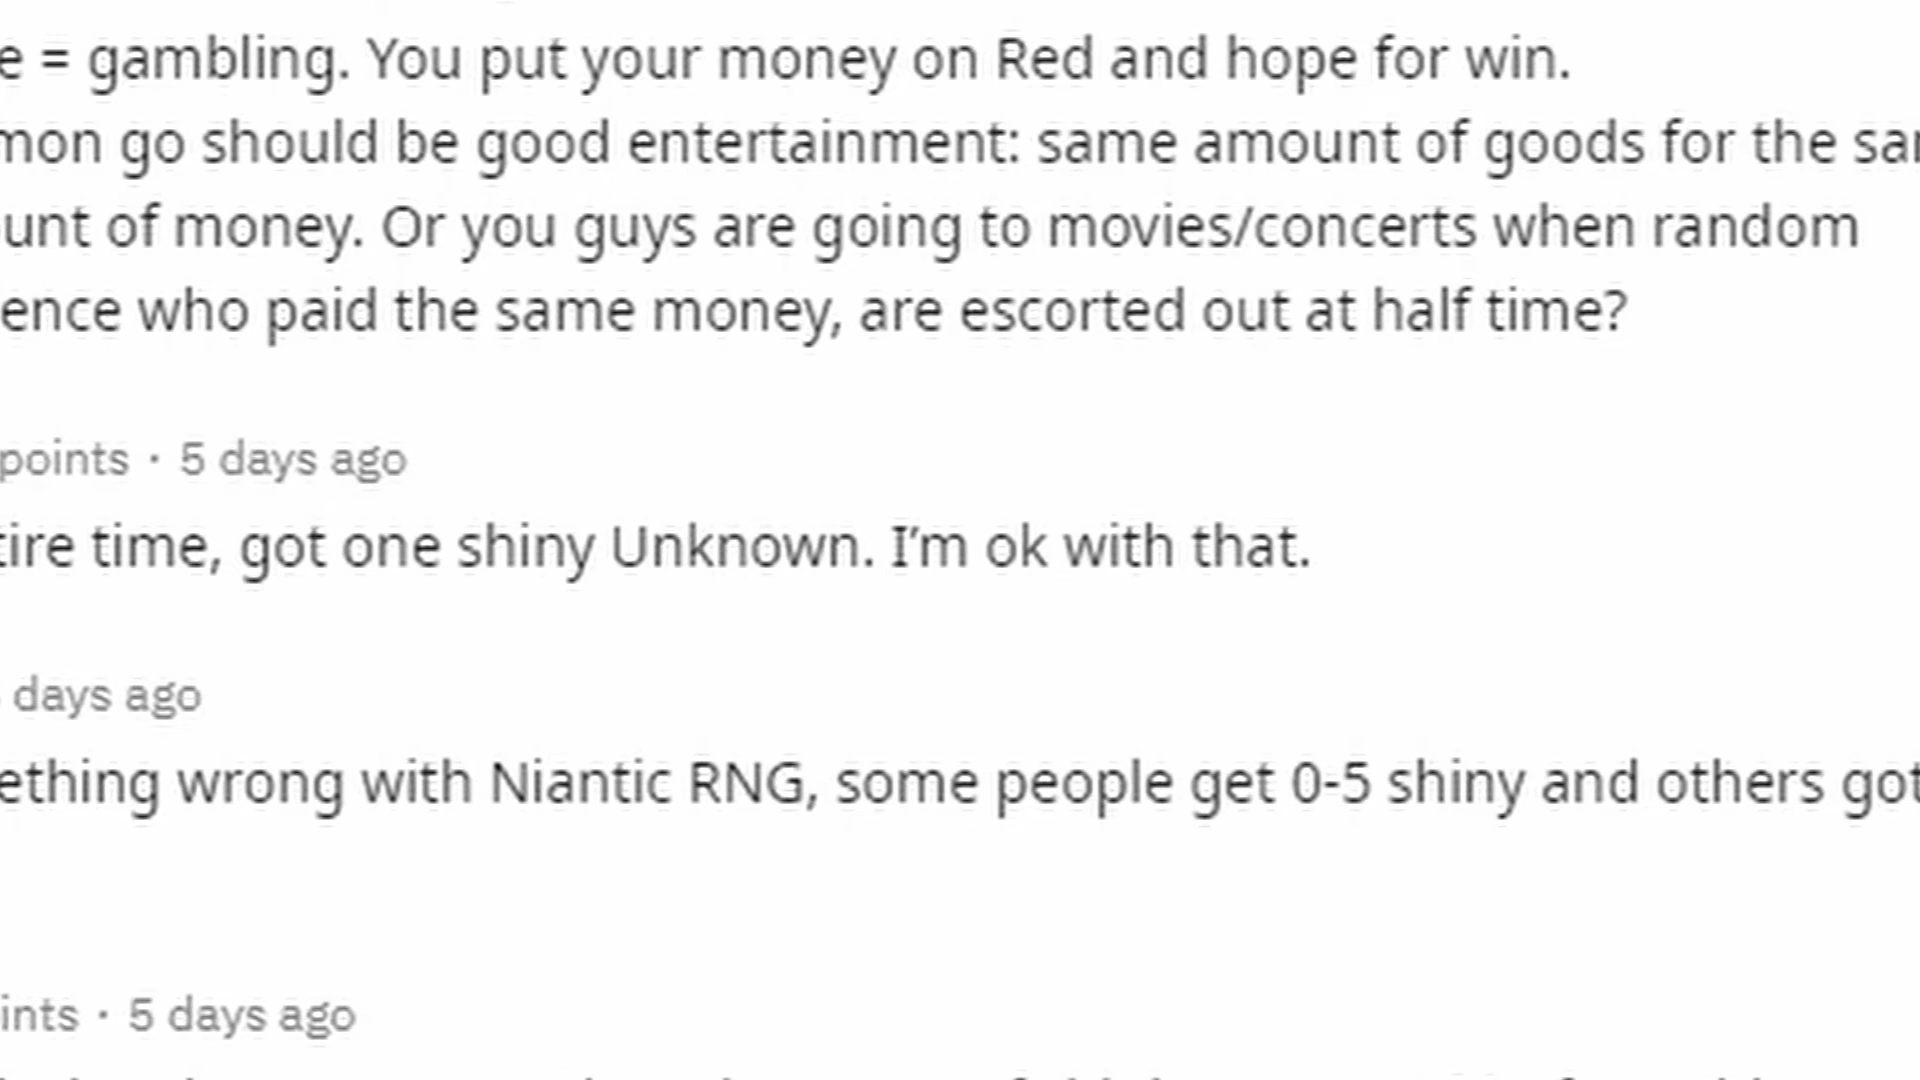 e = gambling. You put your money on Red and hope for win.
mon go should be good entertainment: same amount of goods for the sa
unt of money. Or you guys are going to movies/concerts when random
ence who paid the same money, are escorted out at half time?
points · 5 days ago
tire time, got one shiny Unknown. I’m ok with that.
days ago
ething wrong with Niantic RNG, some people get 0-5 shiny and others got
ints · 5 days ago